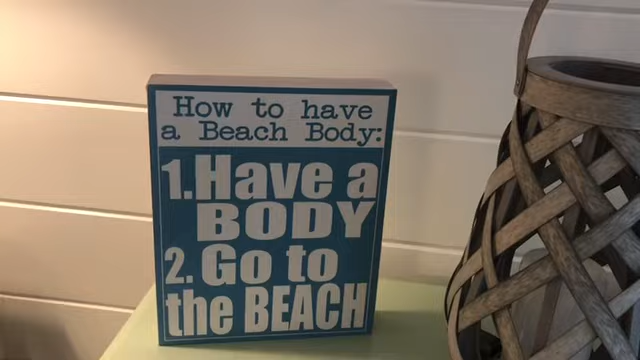 How to have
a Beach Body:
1. Have a
BODY
2. Go to
the BEACH